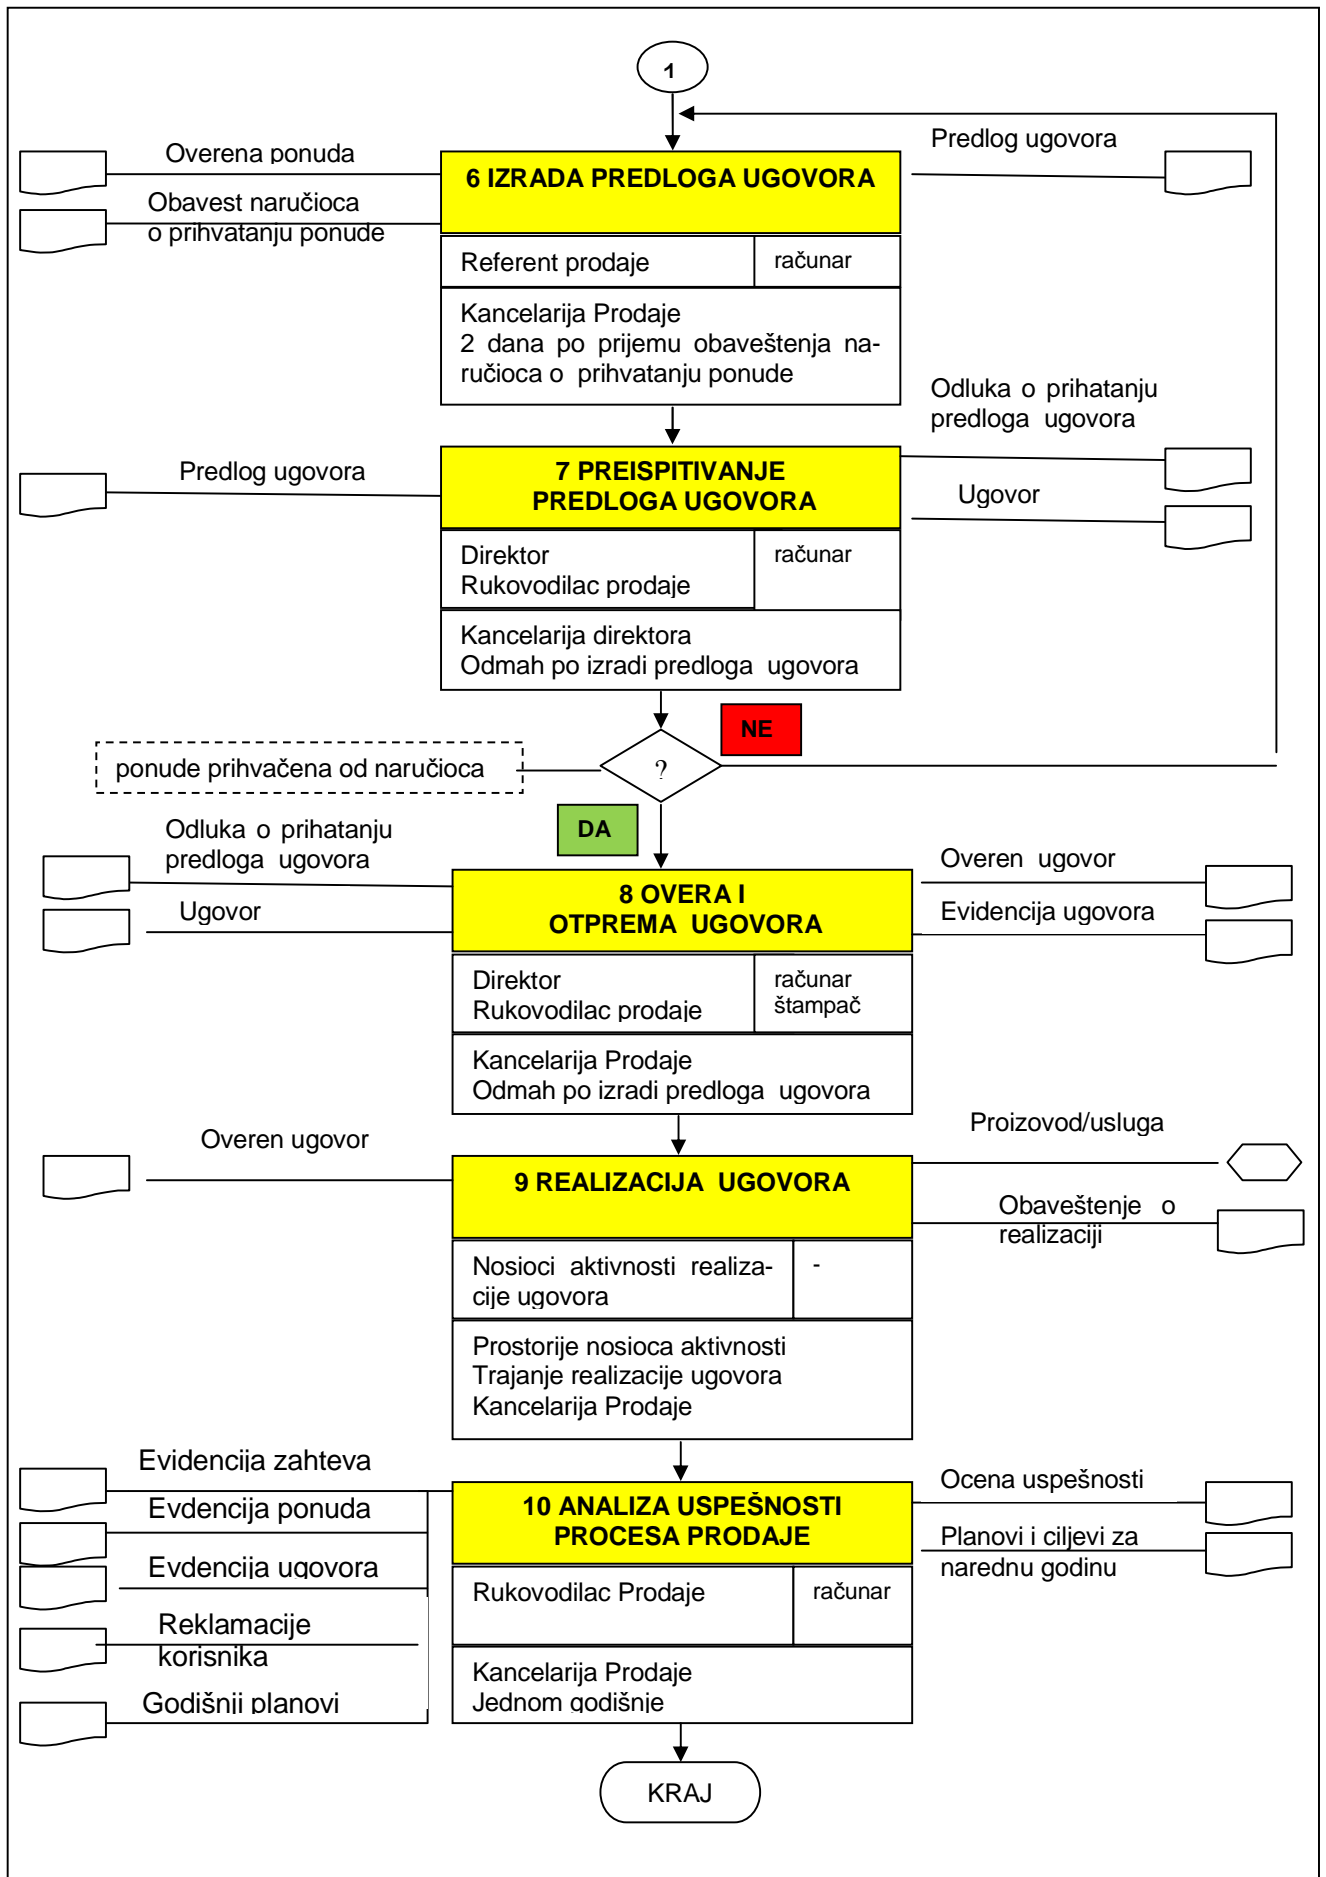 1
Overena ponuda
Obavest naručioca
o prihvatanju ponude
6 IZRADA PREDLOGA UGOVORA
Predlog ugovora
Referent prodaje
računar
Kancelarija Prodaje
2 dana po prijemu obaveštenja na-
ručioca o prihvatanju ponude
Odluka o prihatanju
predloga ugovora
Predlog ugovora
7 PREISPITIVANJE
PREDLOGA UGOVORA
Ugovor
Direktor
Rukovodilac prodaje
računar
Kancelarija direktora
Odmah po izradi predloga ugovora
NE
ponude prihvačena od naručioca
?
DA
Odluka o prihatanju
predloga ugovora
Ugovor
8 OVERA I
OTPREMA UGOVORA
Overen ugovor
Evidencija ugovora
Direktor
Rukovodilac prodaje
računar
štampač
Kancelarija Prodaje
Odmah po izradi predloga ugovora
Overen ugovor
9 REALIZACIJA UGOVORA
Proizvod/usluga
Obaveštenje o
realizaciji
Nosioci aktivnosti realiza-
cije ugovora
-
Prostorije nosioca aktivnosti
Trajanje realizacije ugovora
Kancelarija Prodaje
Evidencija zahteva
Evdencija ponuda
Evdencija ugovora
Reklamacije
korisnika
Godišnji planovi
10 ANALIZA USPEŠNOSTI
PROCESA PRODAJE
Ocena uspešnosti
Planovi i ciljevi za
narednu godinu
Rukovodilac Prodaje
računar
Kancelarija Prodaje
Jednom godišnje
KRAJ